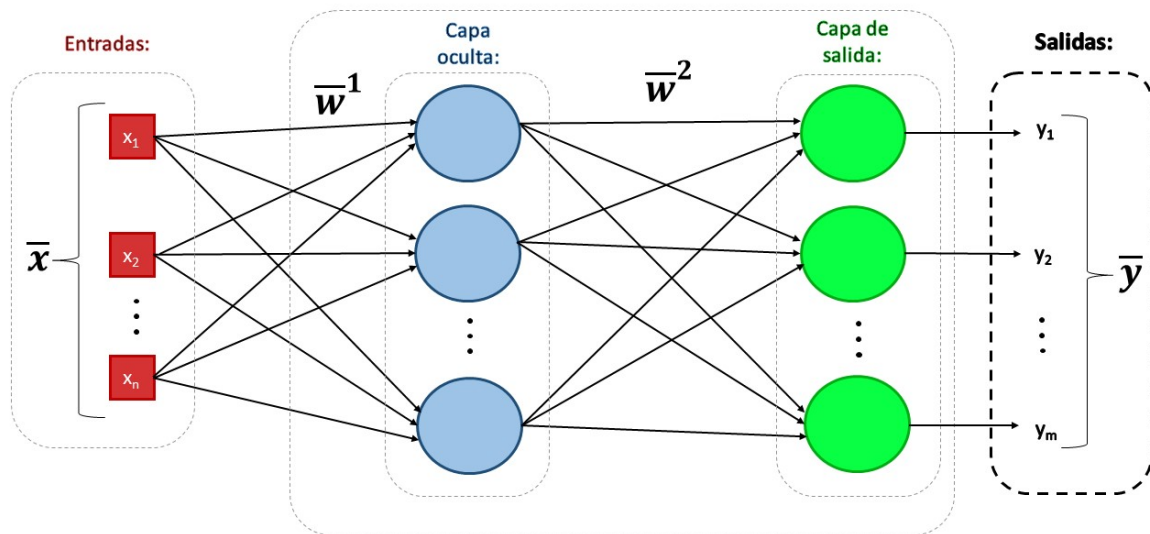 Entradas:
Capa
oculta:
Capa de
salida:
Salidas:
w̅¹
w̅²
x₁
y₁
x̅
x₂
y₂
y̅
⋮
⋮
⋮
⋮
xₙ
yₘ